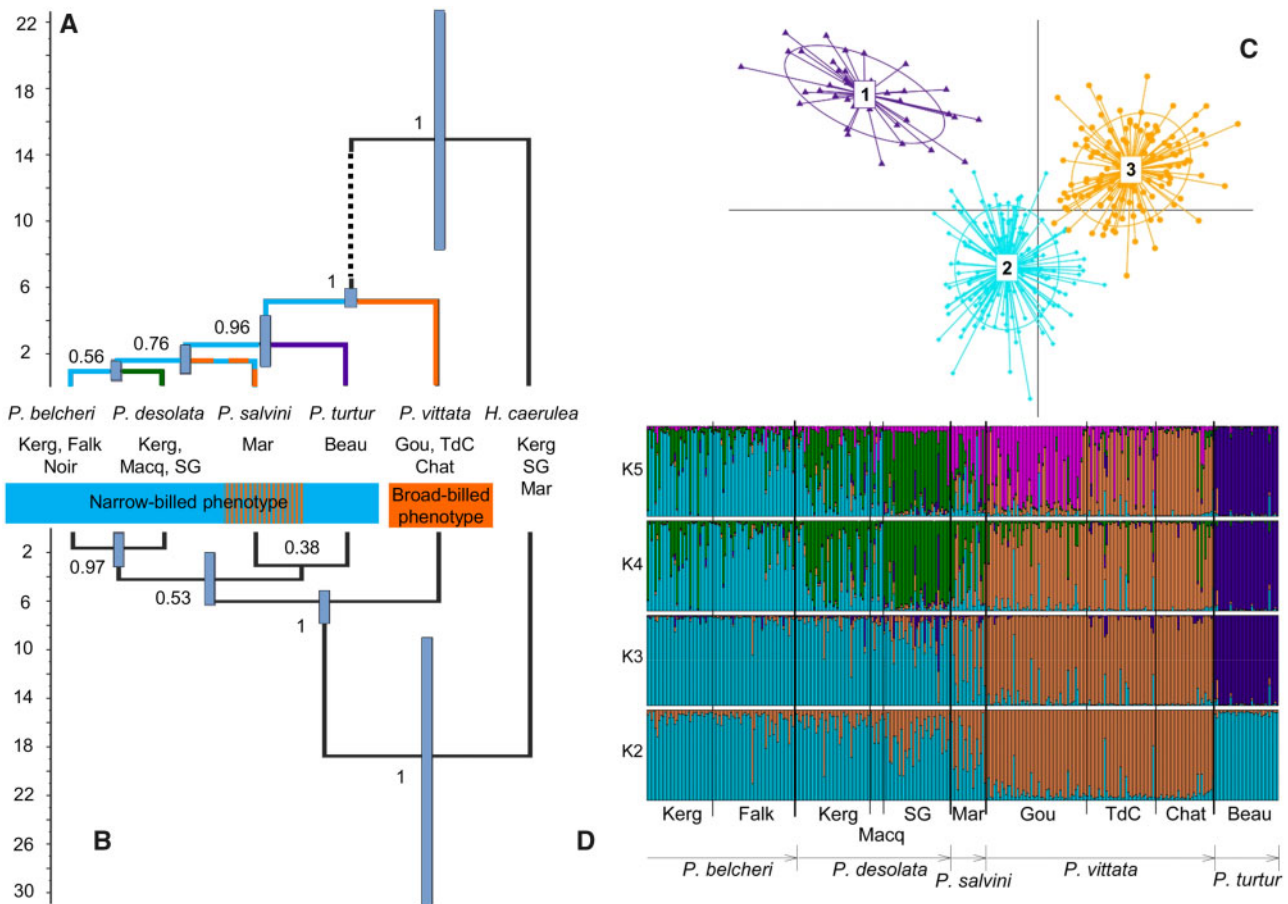 A
22
18
14
10
6
2
1
1
0.96
0.76
0.56
P. belcheri P. desolata P. salvini P. turtur P. vittata H. caerulea
Kerg, Falk Kerg, Mar Beau Gou, TdC Kerg
Noir Macq, SG Chat SG
Mar
Narrow-billed phenotype
Broad-billed
phenotype
2
6
10
14
18
22
26
30
0.97
0.38
0.53
1
1
B
C
1
2
3
K5
K4
K3
K2
Kerg Falk Kerg SG Mar Gou TdC Chat Beau
Macq
D
P. belcheri P. desolata P. salvini P. vittata P. turtur